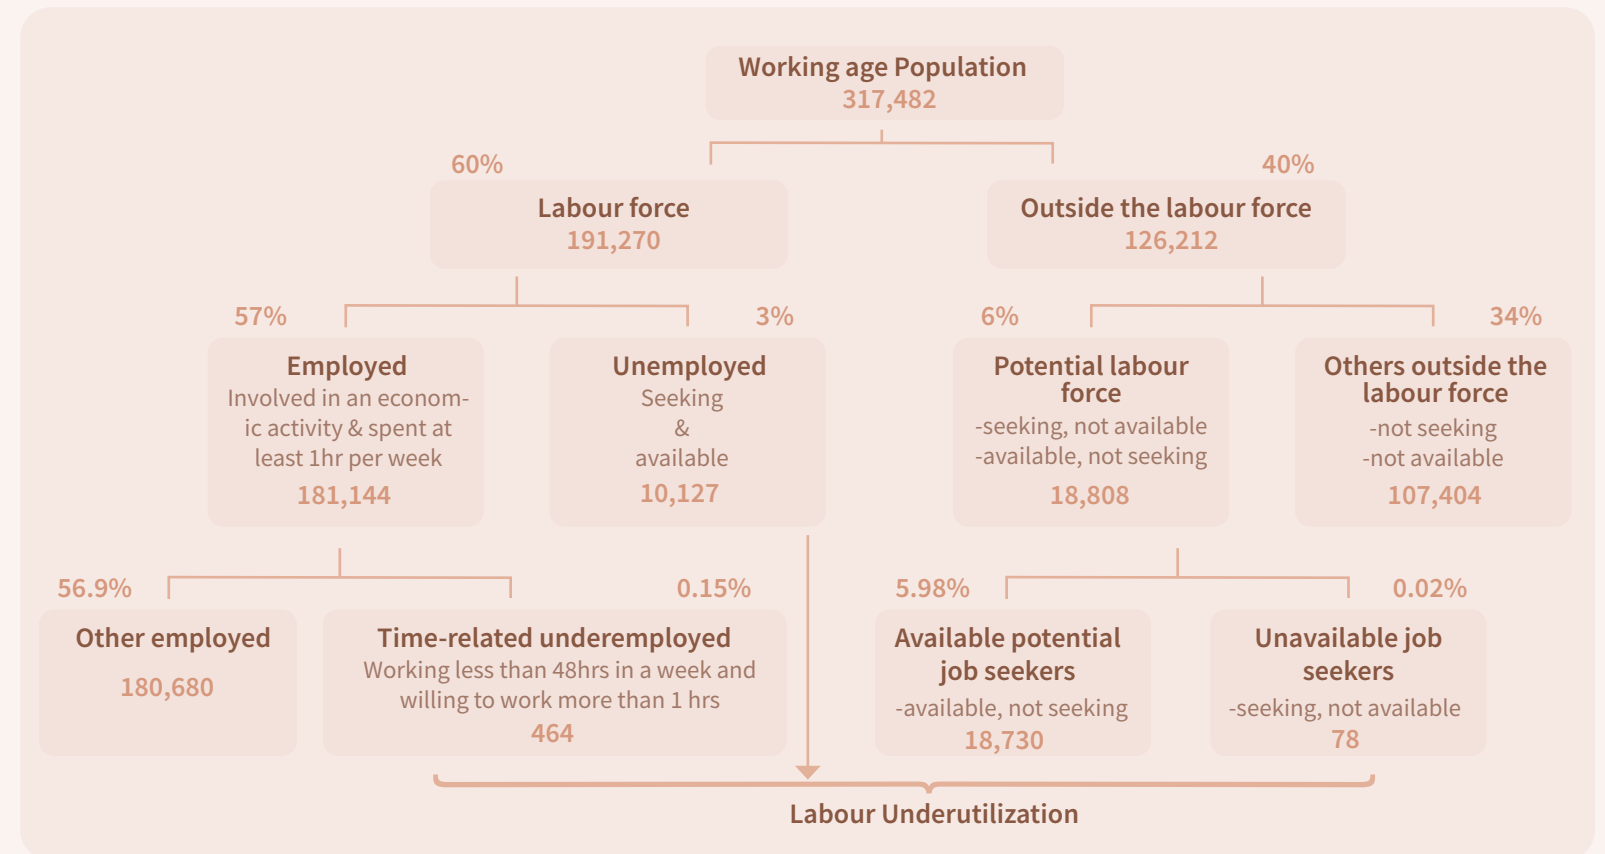 Working age Population
317,482
60%
40%
Labour force
191,270
Outside the labour force
126,212
57%
3%
6%
34%
Employed
Involved in an econom-
ic activity & spent at
least 1hr per week
181,144
Unemployed
Seeking
&
available
10,127
Potential labour
force
-seeking, not available
-available, not seeking
18,808
Others outside the
labour force
-not seeking
-not available
107,404
56.9%
0.15%
5.98%
0.02%
Other employed
180,680
Time-related underemployed
Working less than 48hrs in a week and
willing to work more than 1 hrs
464
Available potential
job seekers
-available, not seeking
18,730
Unavailable job
seekers
-seeking, not available
78
Labour Underutilization